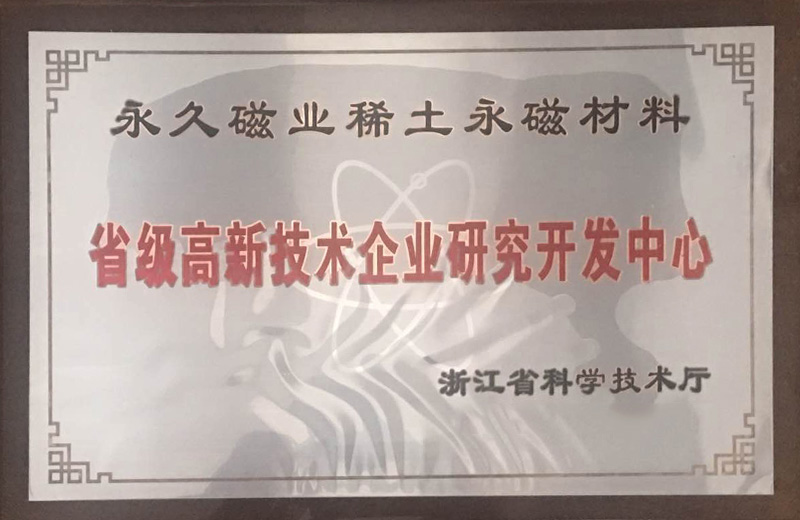 永久磁业稀土永磁材料
省级高新技术企业研究开发中心
浙江省科学技术厅